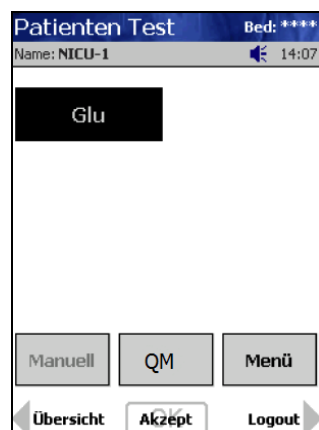 Patienten Test Bed: ****
Name: NICU-1 14:07
Glu
Manuell QM Menü
Übersicht Akzept Logout